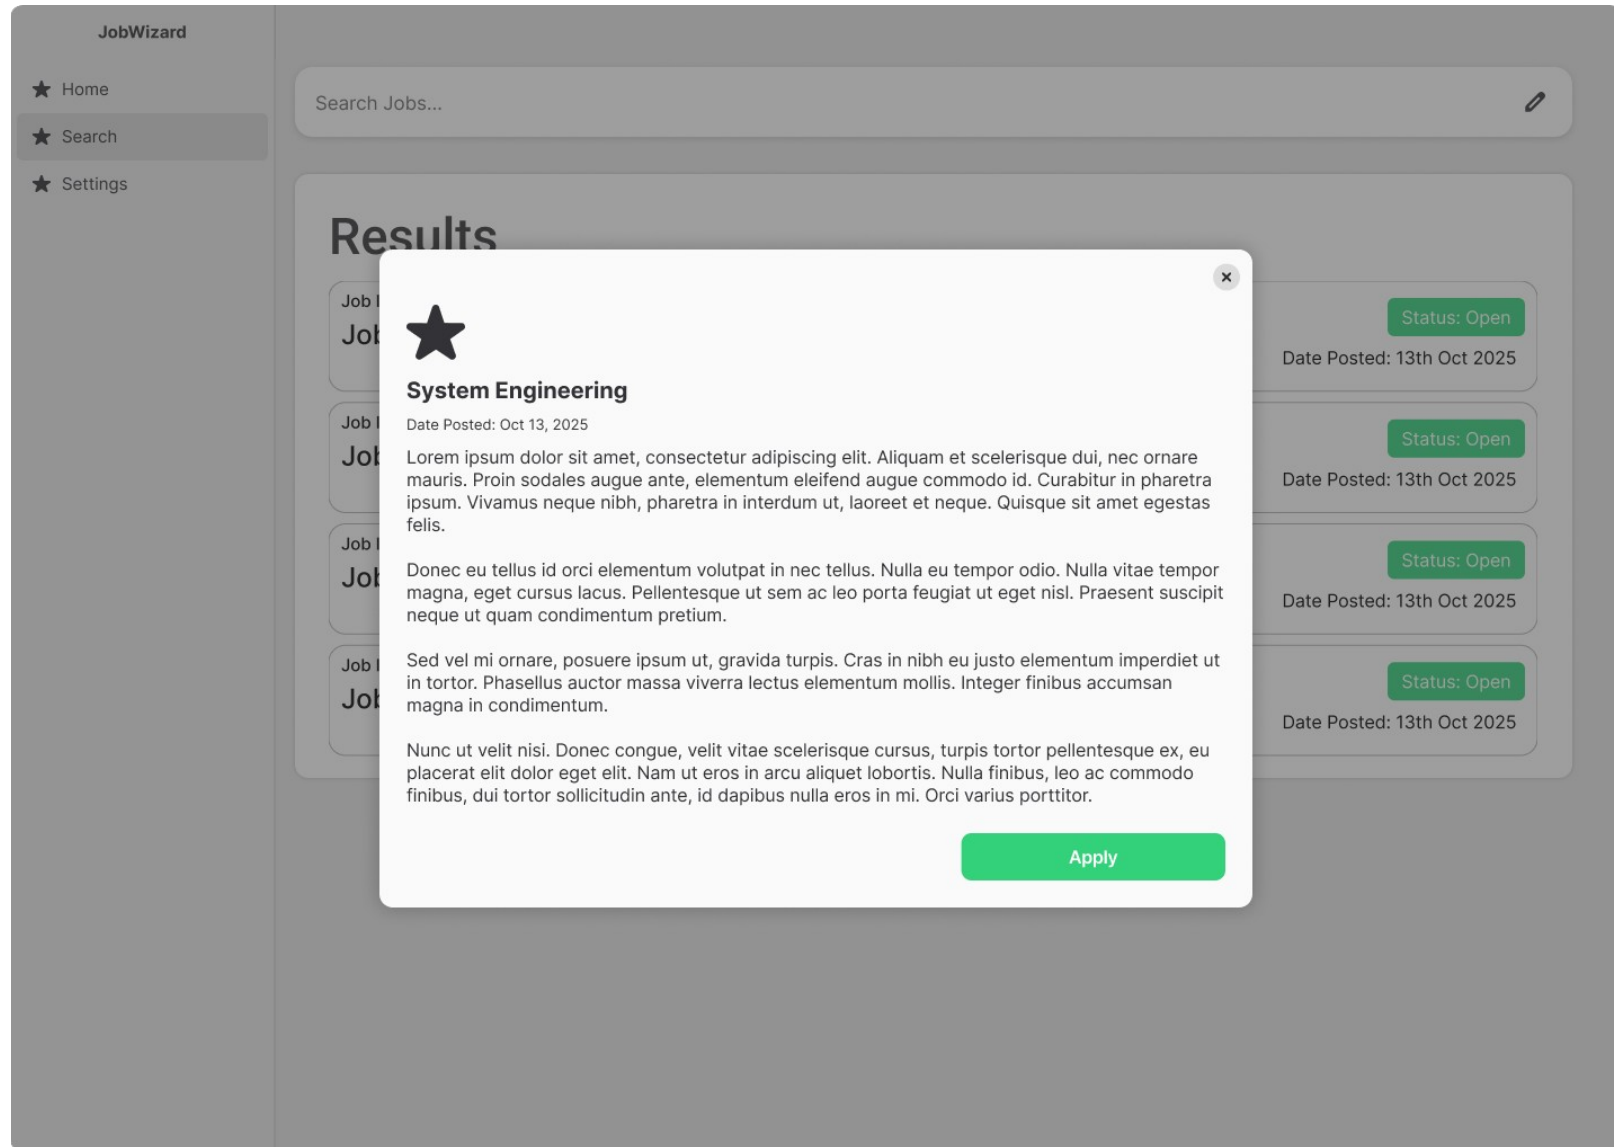 JobWizard
Home
Search
Settings
Search Jobs...
Results
Job
Status: Open
Date Posted: 13th Oct 2025
Job
Status: Open
Date Posted: 13th Oct 2025
Job
Status: Open
Date Posted: 13th Oct 2025
Job
Status: Open
Date Posted: 13th Oct 2025
System Engineering
Date Posted: Oct 13, 2025
Lorem ipsum dolor sit amet, consectetur adipiscing elit. Aliquam et scelerisque dui, nec ornare
mauris. Proin sodales augue ante, elementum eleifend augue commodo id. Curabitur in pharetra
ipsum. Vivamus neque nibh, pharetra in interdum ut, laoreet et neque. Quisque sit amet egestas
felis.
Donec eu tellus id orci elementum volutpat in nec tellus. Nulla eu tempor odio. Nulla vitae tempor
magna, eget cursus lacus. Pellentesque ut sem ac leo porta feugiat ut eget nisl. Praesent suscipit
neque ut quam condimentum pretium.
Sed vel mi ornare, posuere ipsum ut, gravida turpis. Cras in nibh eu justo elementum imperdiet ut
in tortor. Phasellus auctor massa viverra lectus elementum mollis. Integer finibus accumsan
magna in condimentum.
Nunc ut velit nisi. Donec congue, velit vitae scelerisque cursus, turpis tortor pellentesque ex, eu
placerat elit dolor eget elit. Nam ut eros in arcu aliquet lobortis. Nulla finibus, leo ac commodo
finibus, dui tortor sollicitudin ante, id dapibus nulla eros in mi. Orci varius porttitor.
Apply